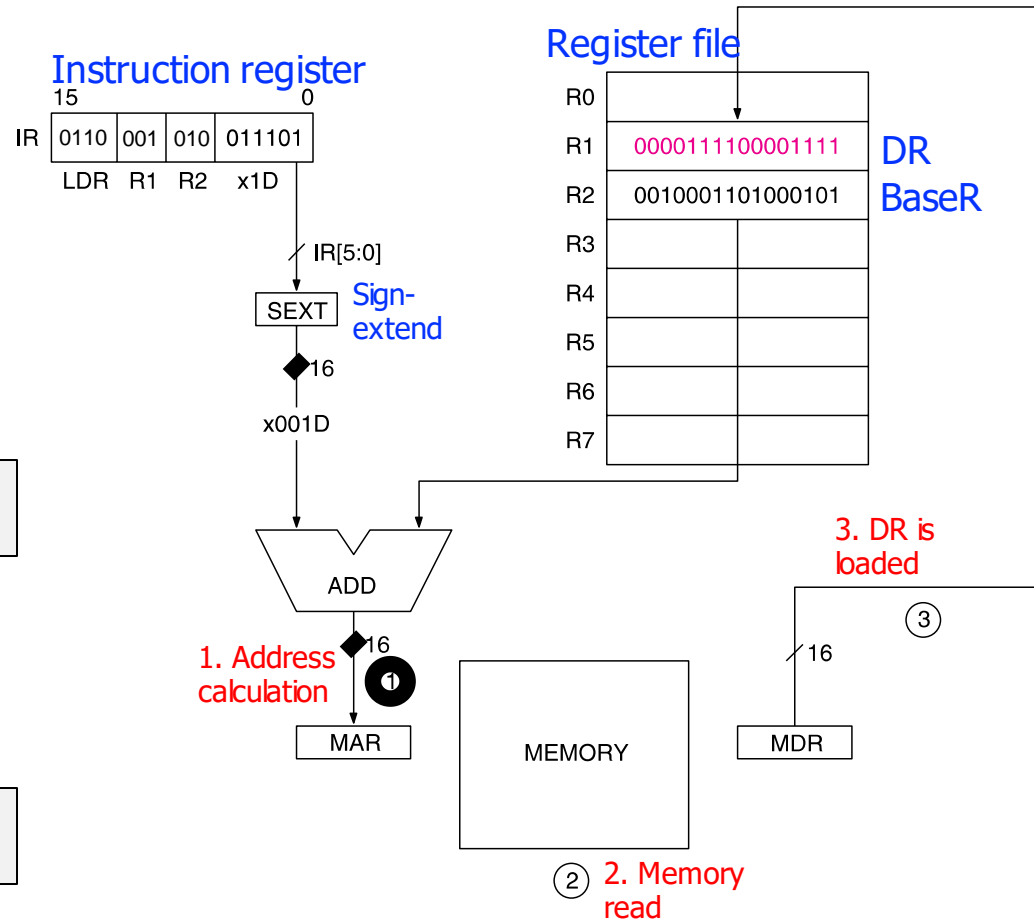 Instruction register
15 0
IR 0110 001 010 011101
LDR R1 R2 x1D
IR[5:0]
SEXT
Sign-
extend
16
x001D
Register file
R0
R1 0000111100001111 DR
R2 0010001101000101 BaseR
R3
R4
R5
R6
R7
ADD
16
1. Address
calculation
1
MAR
MEMORY
2
2. Memory
read
3. DR is
loaded
3
16
MDR